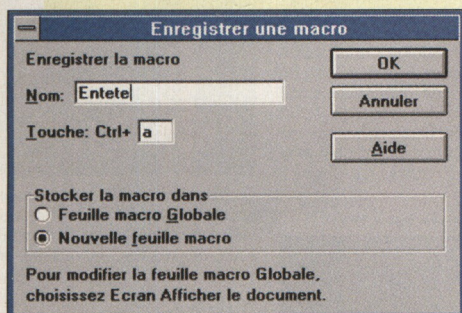 Enregistrer une macro
Enregistrer la macro
Nom: Entete
Touche: Ctrl+ a
OK
Annuler
Aide
Stocker la macro dans
Feuille macro Globale
Nouvelle feuille macro
Pour modifier la feuille macro Globale,
choisissez Ecran Afficher le document.